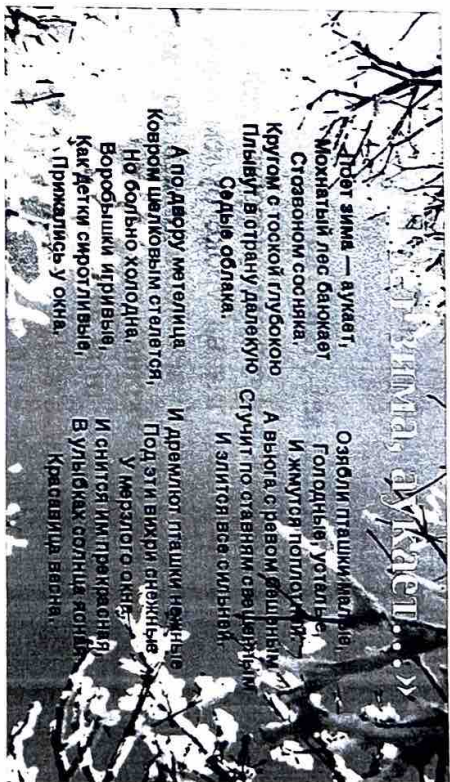 зима, аукает...»
Поет зима — аукает,
Мохнатый лес баюкает
Стозвоном сосняка.
Кругом с тоской глубокою
Плывут в страну далекую
Седые облака.
А по двору метелица
Ковром шелковым стелется,
Но больно холодна.
Воробышки игривые,
Как детки сиротливые,
Прижались у окна.
Озябли пташки малые,
Голодные, усталые,
И жмутся поплотней.
А вьюга с ревом бешеным
Стучит по ставням свешенным
И злится все сильней.
И дремлют пташки нежные
Под эти вихри снежные
У мерзлого окна.
И снится им прекрасная,
В улыбках солнца ясная
Красавица весна.